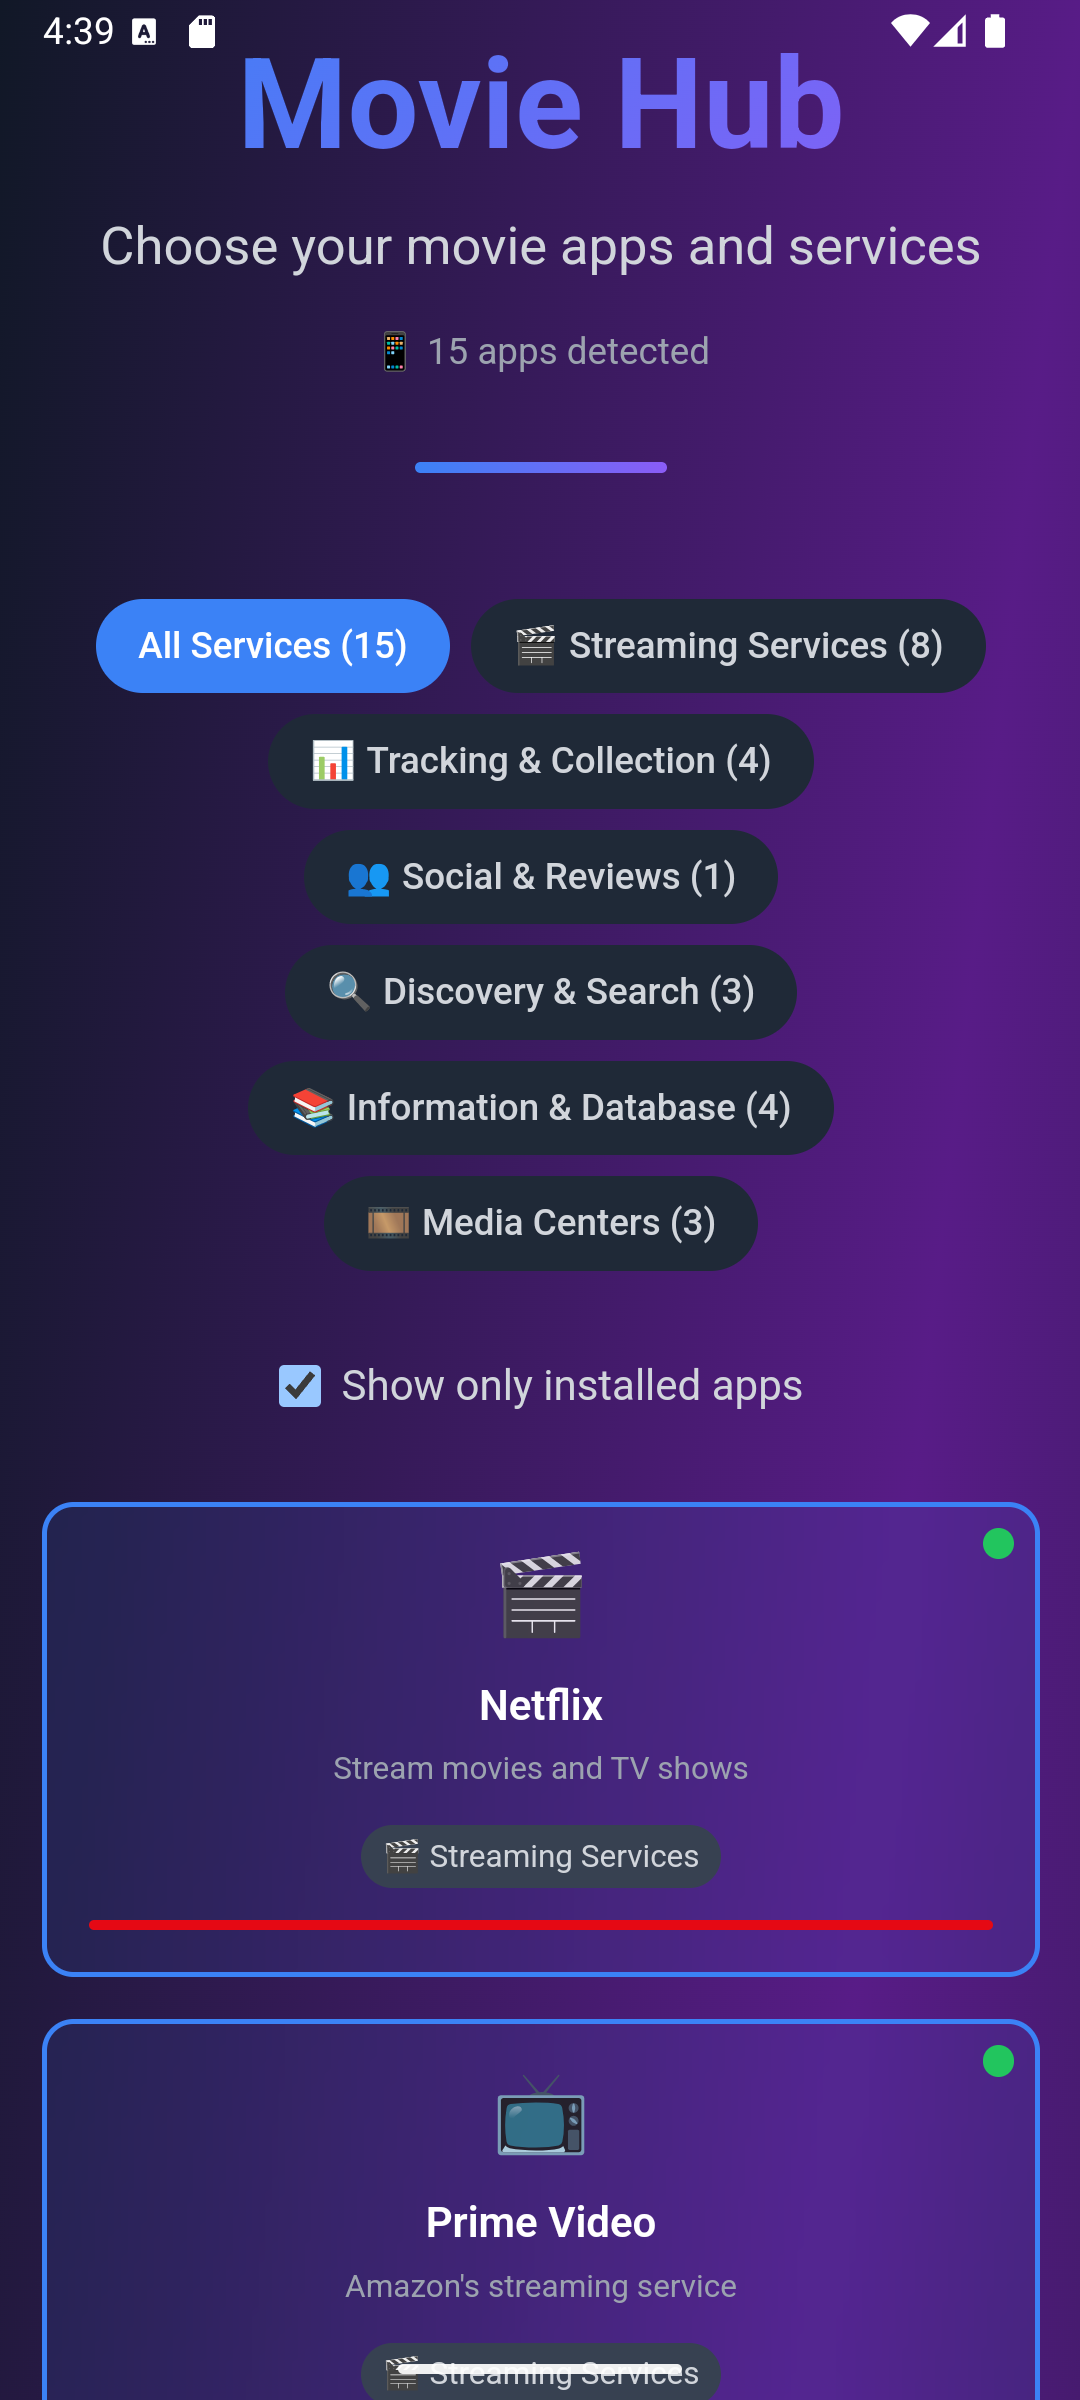 4:39
Movie Hub
Choose your movie apps and services
15 apps detected
All Services (15)
Streaming Services (8)
Tracking & Collection (4)
Social & Reviews (1)
Discovery & Search (3)
Information & Database (4)
Media Centers (3)
Show only installed apps
Netflix
Stream movies and TV shows
Streaming Services
Prime Video
Amazon's streaming service
Streaming Services